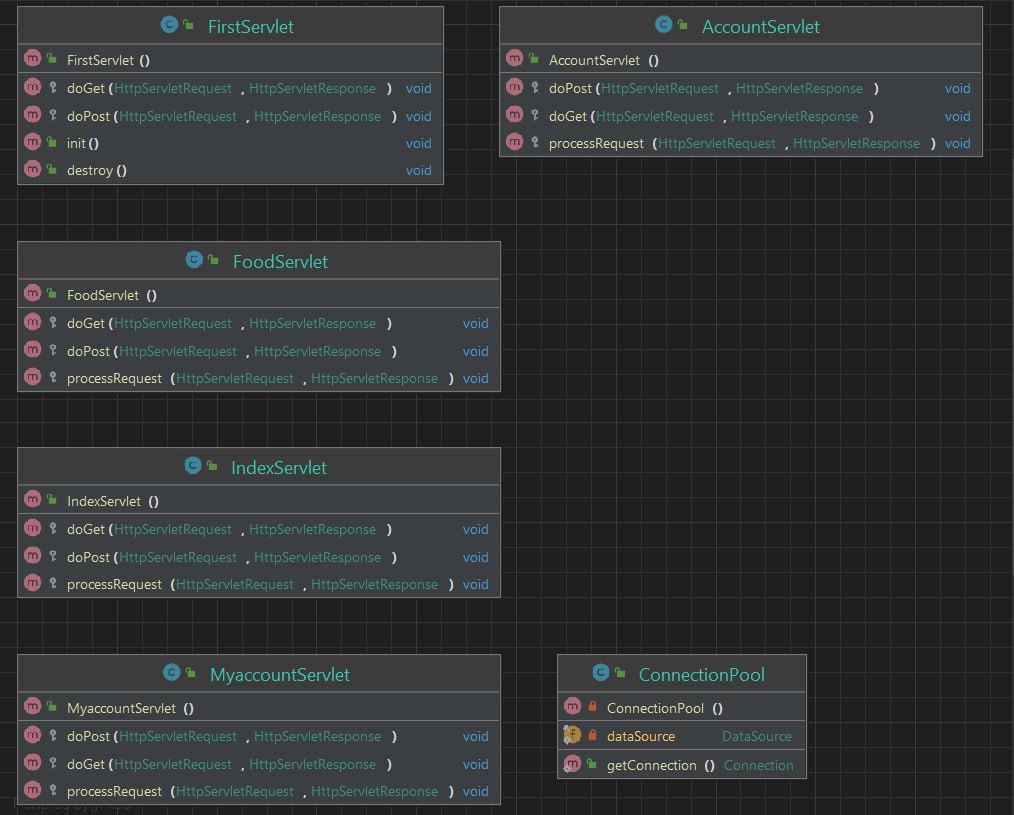 FirstServlet
FirstServlet ()
doGet (HttpServletRequest , HttpServletResponse ) void
doPost (HttpServletRequest , HttpServletResponse ) void
init () void
destroy () void
AccountServlet
AccountServlet ()
doPost (HttpServletRequest , HttpServletResponse ) void
doGet (HttpServletRequest , HttpServletResponse ) void
processRequest (HttpServletRequest , HttpServletResponse ) void
FoodServlet
FoodServlet ()
doGet (HttpServletRequest , HttpServletResponse ) void
doPost (HttpServletRequest , HttpServletResponse ) void
processRequest (HttpServletRequest , HttpServletResponse ) void
IndexServlet
IndexServlet ()
doGet (HttpServletRequest , HttpServletResponse ) void
doPost (HttpServletRequest , HttpServletResponse ) void
processRequest (HttpServletRequest , HttpServletResponse ) void
MyaccountServlet
MyaccountServlet ()
doPost (HttpServletRequest , HttpServletResponse ) void
doGet (HttpServletRequest , HttpServletResponse ) void
processRequest (HttpServletRequest , HttpServletResponse ) void
ConnectionPool
ConnectionPool ()
dataSource DataSource
getConnection () Connection